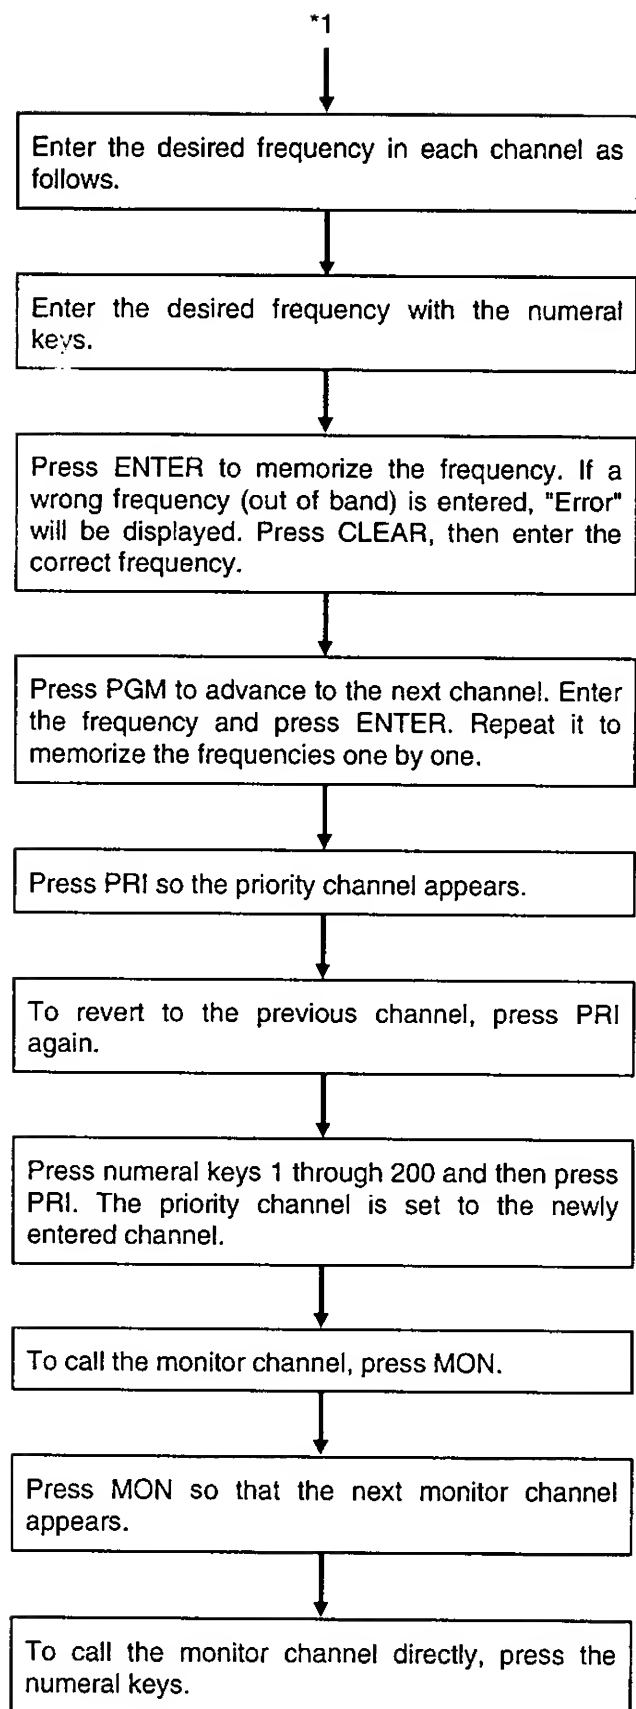 *1
Enter the desired frequency in each channel as
follows.
Enter the desired frequency with the numeral
keys.
Press ENTER to memorize the frequency. If a
wrong frequency (out of band) is entered, "Error"
will be displayed. Press CLEAR, then enter the
correct frequency.
Press PGM to advance to the next channel. Enter
the frequency and press ENTER. Repeat it to
memorize the frequencies one by one.
Press PRI so the priority channel appears.
To revert to the previous channel, press PRI
again.
Press numeral keys 1 through 200 and then press
PRI. The priority channel is set to the newly
entered channel.
To call the monitor channel, press MON.
Press MON so that the next monitor channel
appears.
To call the monitor channel directly, press the
numeral keys.